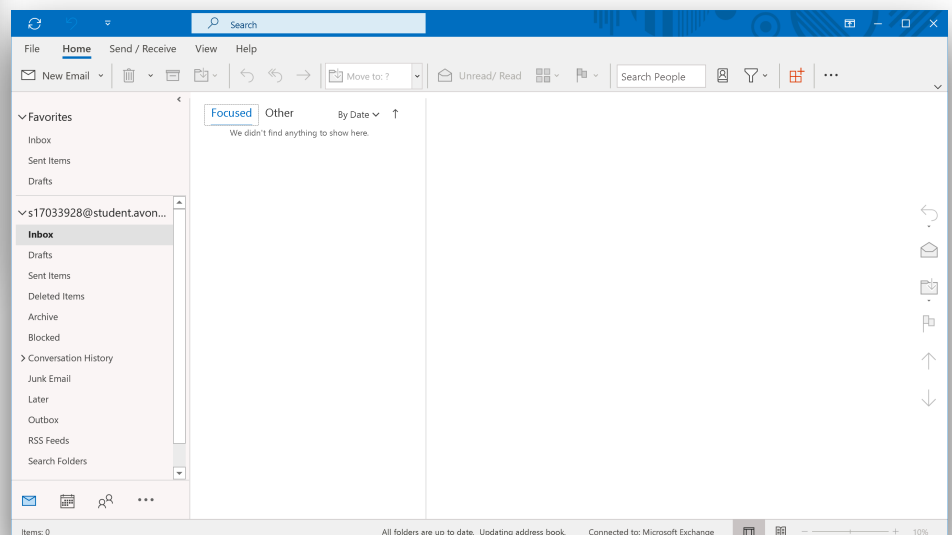 Search
File Home Send / Receive View Help
New Email Move to: ? Unread/ Read Search People
Favorites
Inbox
Sent Items
Drafts
s17033928@student.avon...
Inbox
Drafts
Sent Items
Deleted Items
Archive
Blocked
Conversation History
Junk Email
Later
Outbox
RSS Feeds
Search Folders
Focused Other By Date
We didn't find anything to show here.
Items: 0 All folders are up to date. Updating address book. Connected to: Microsoft Exchange 10%